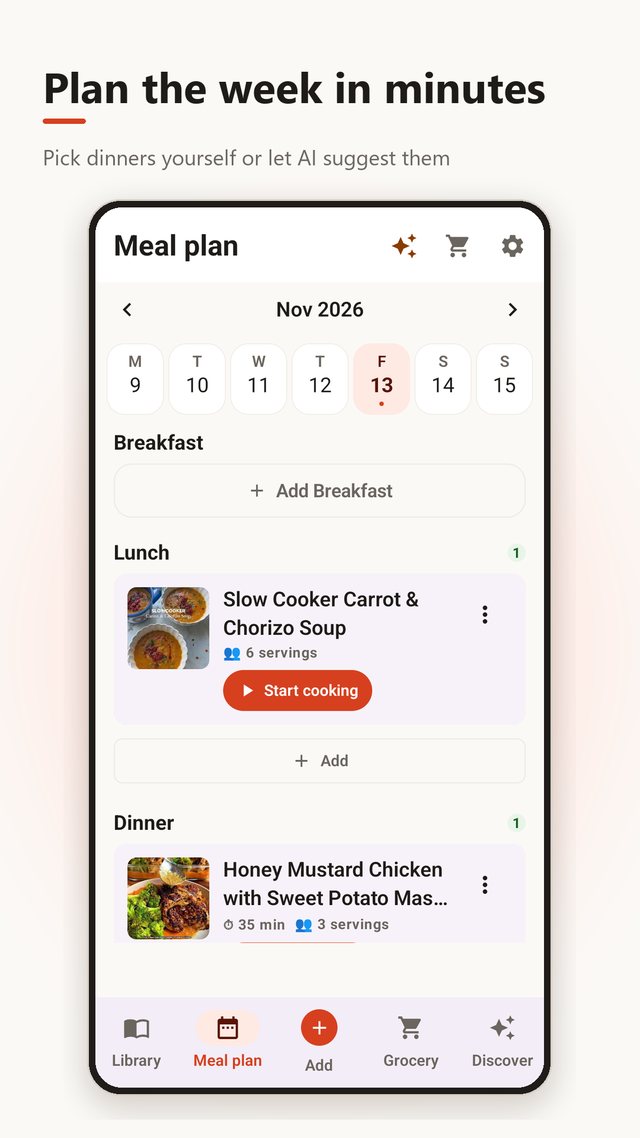 Plan the week in minutes
Pick dinners yourself or let AI suggest them
Meal plan
Nov 2026
M T W T F S S
9 10 11 12 13 14 15
Breakfast
+ Add Breakfast
Lunch 1
Slow Cooker Carrot &
Chorizo Soup
6 servings
Start cooking
+ Add
Dinner 1
Honey Mustard Chicken
with Sweet Potato Mas...
35 min 3 servings
Library Meal plan Add Grocery Discover